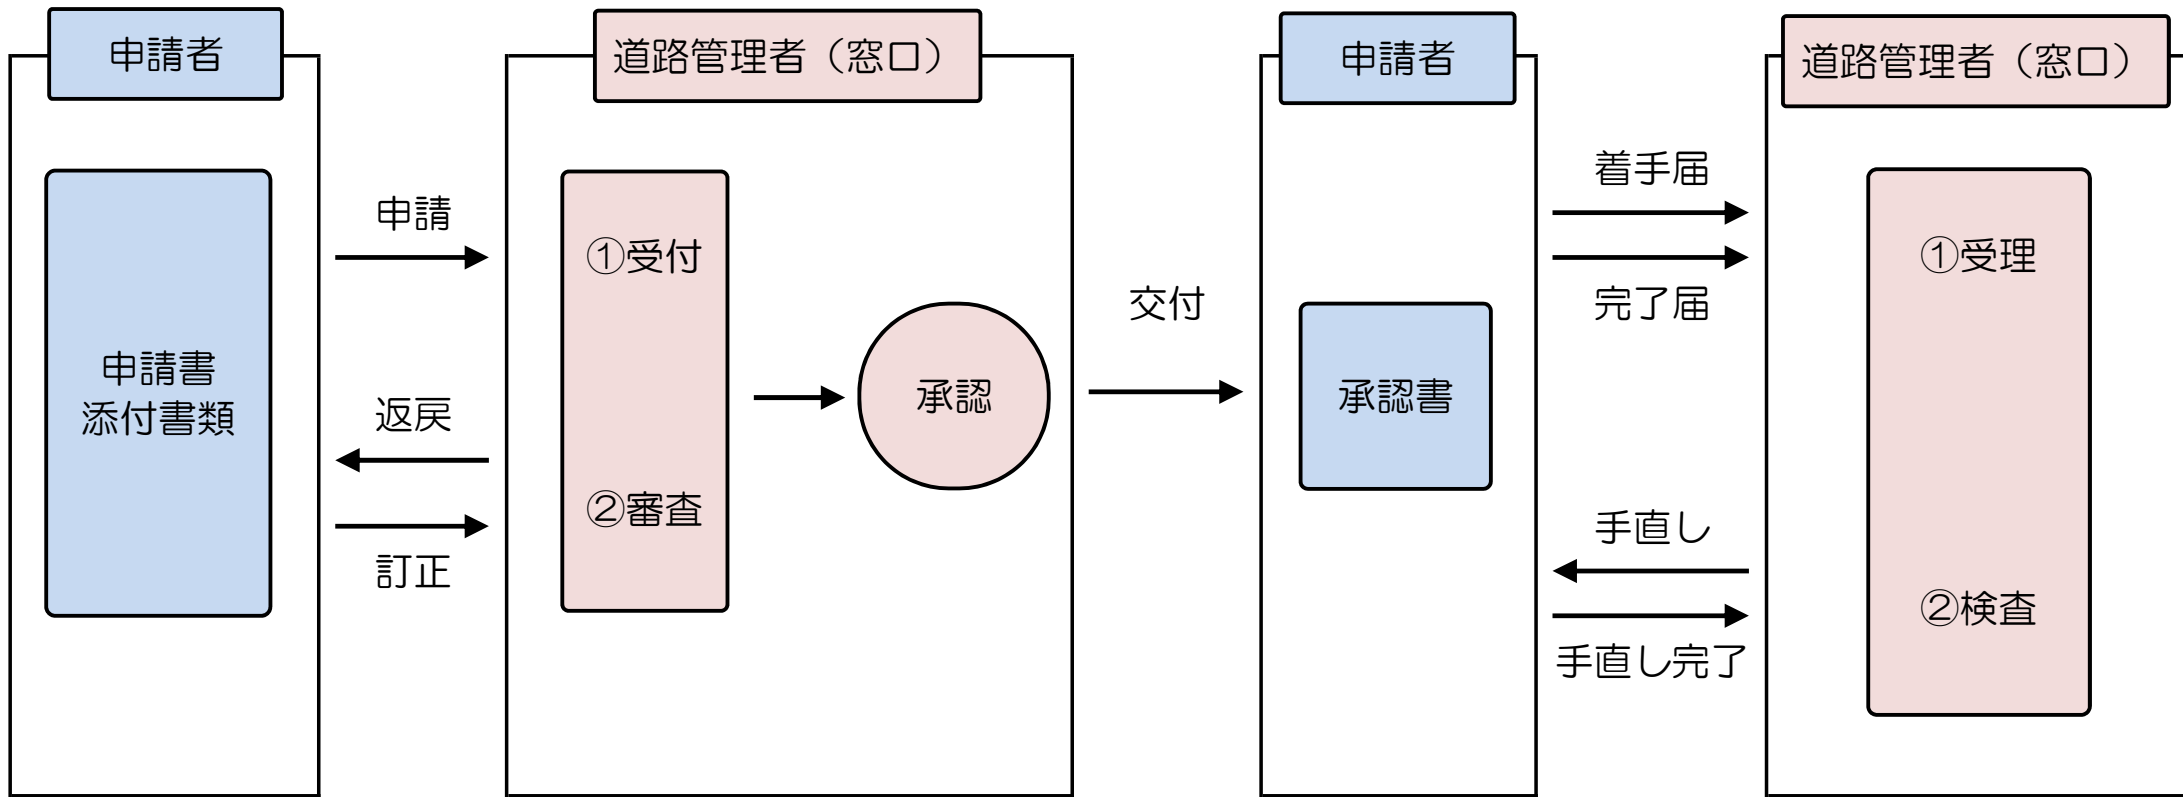 申請者
申請書
添付書類
申請
返戻
訂正
道路管理者（窓口）
①受付
②審査
承認
交付
申請者
承認書
着手届
完了届
手直し
手直し完了
道路管理者（窓口）
①受理
②検査